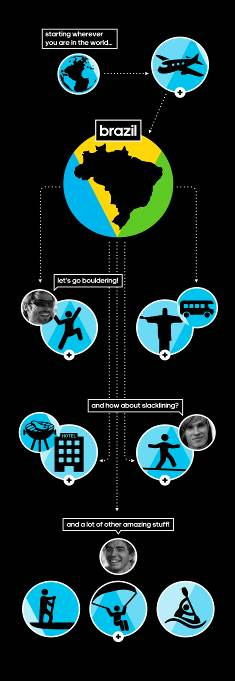 starting wherever
you are in the world...
brazil
let's go bouldering!
HOTEL
and how about slacklining?
and a lot of other amazing stuff!